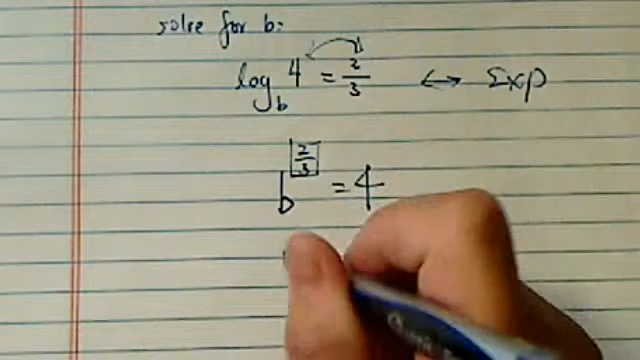 solve for b:
log_b 4 = 2/3 ↔ Exp
b^(2/3) = 4